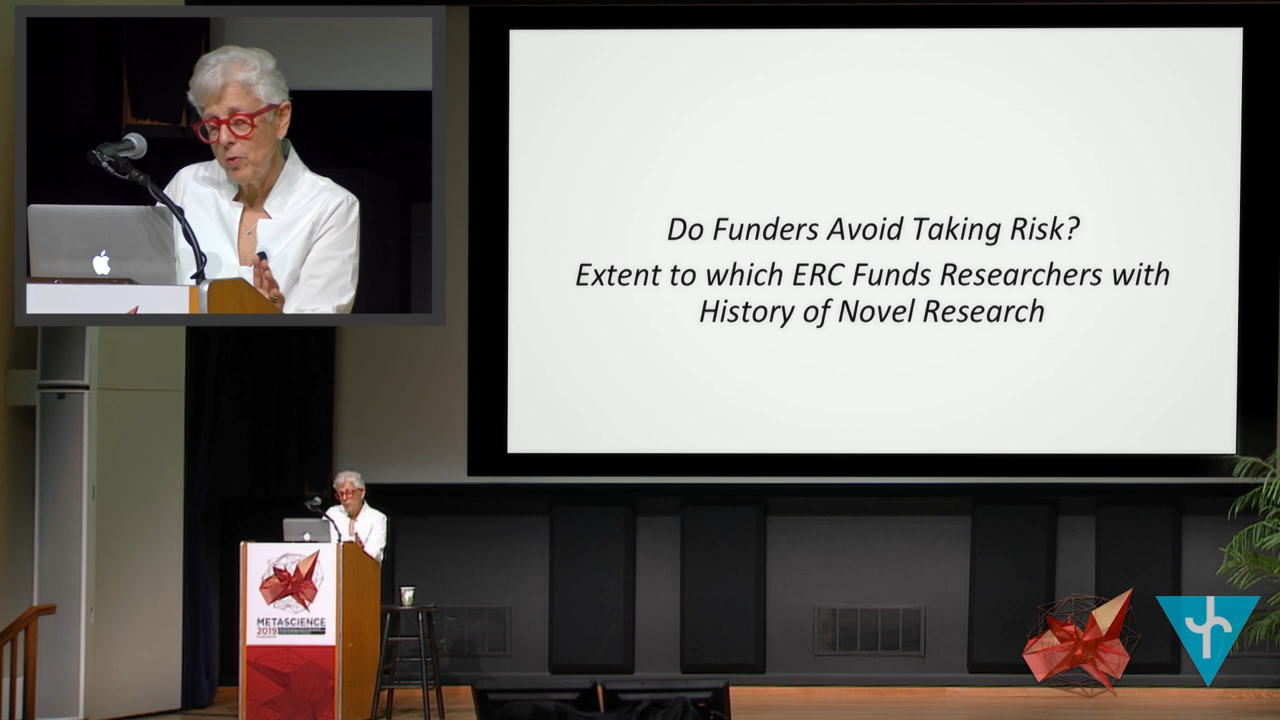 Do Funders Avoid Taking Risk?
Extent to which ERC Funds Researchers with
History of Novel Research
METASCIENCE
2019